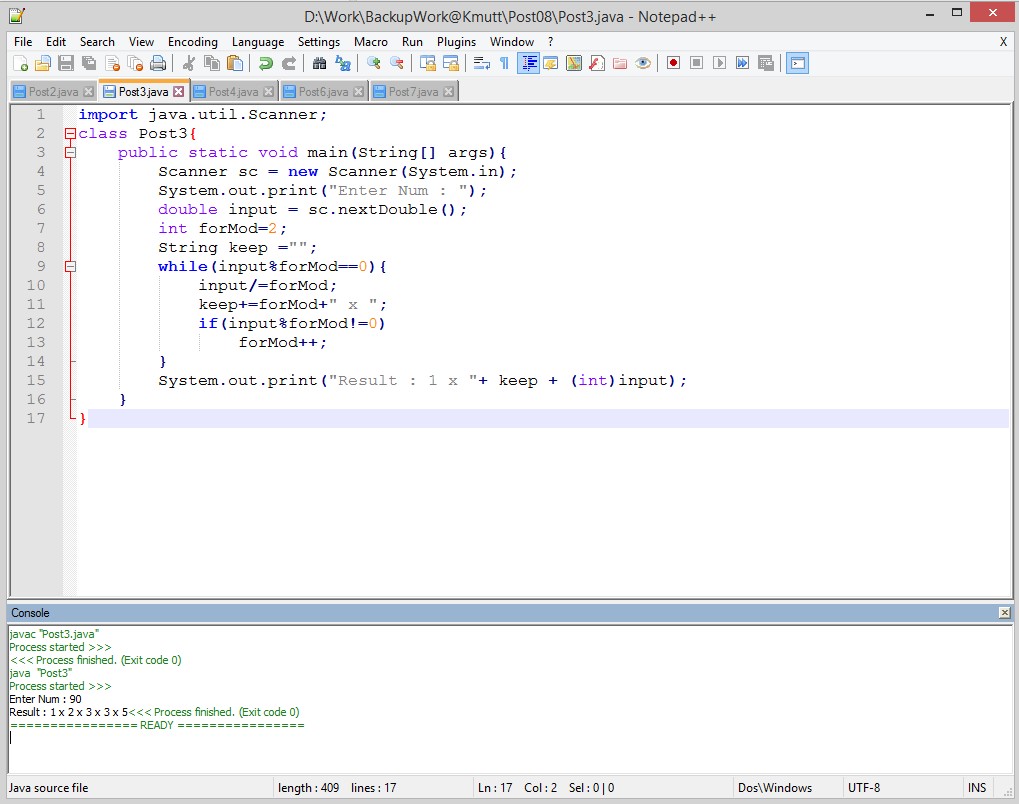 D:\Work\BackupWork@Kmutt\Post08\Post3.java - Notepad++
File Edit Search View Encoding Language Settings Macro Run Plugins Window ? X
Post2.java Post3.java Post4.java Post6.java Post7.java
1 import java.util.Scanner;
2 class Post3{
3 public static void main(String[] args){
4 Scanner sc = new Scanner(System.in);
5 System.out.print("Enter Num : ");
6 double input = sc.nextDouble();
7 int forMod=2;
8 String keep ="";
9 while(input%forMod==0){
10 input/=forMod;
11 keep+=forMod+" x ";
12 if(input%forMod!=0)
13 forMod++;
14 }
15 System.out.print("Result : 1 x "+ keep + (int)input);
16 }
17 }
Console
javac "Post3.java"
Process started >>>
<<< Process finished. (Exit code 0)
java "Post3"
Process started >>>
Enter Num : 90
Result : 1 x 2 x 3 x 3 x 5<<< Process finished. (Exit code 0)
================ READY ================
Java source file length : 409 lines : 17 Ln : 17 Col : 2 Sel : 0 | 0 Dos\Windows UTF-8 INS